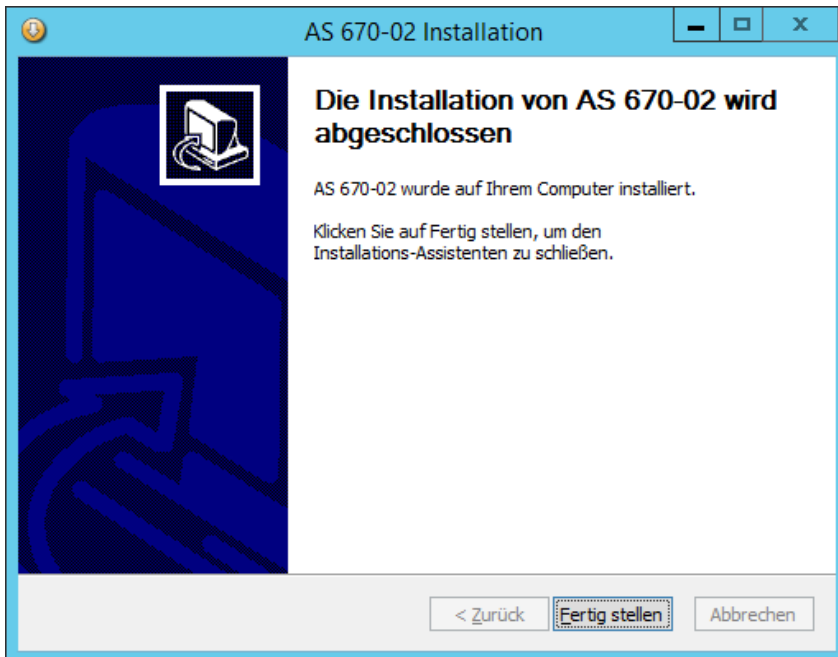 AS 670-02 Installation
Die Installation von AS 670-02 wird
abgeschlossen
AS 670-02 wurde auf Ihrem Computer installiert.
Klicken Sie auf Fertig stellen, um den
Installations-Assistenten zu schließen.
< Zurück Fertig stellen Abbrechen